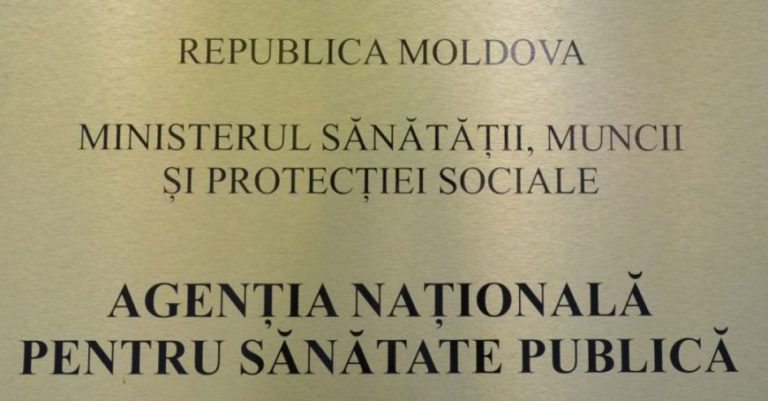 REPUBLICA MOLDOVA
MINISTERUL SĂNĂTĂȚII, MUNCII
ȘI PROTECȚIEI SOCIALE
AGENȚIA NAȚIONALĂ
PENTRU SĂNĂTATE PUBLICĂ